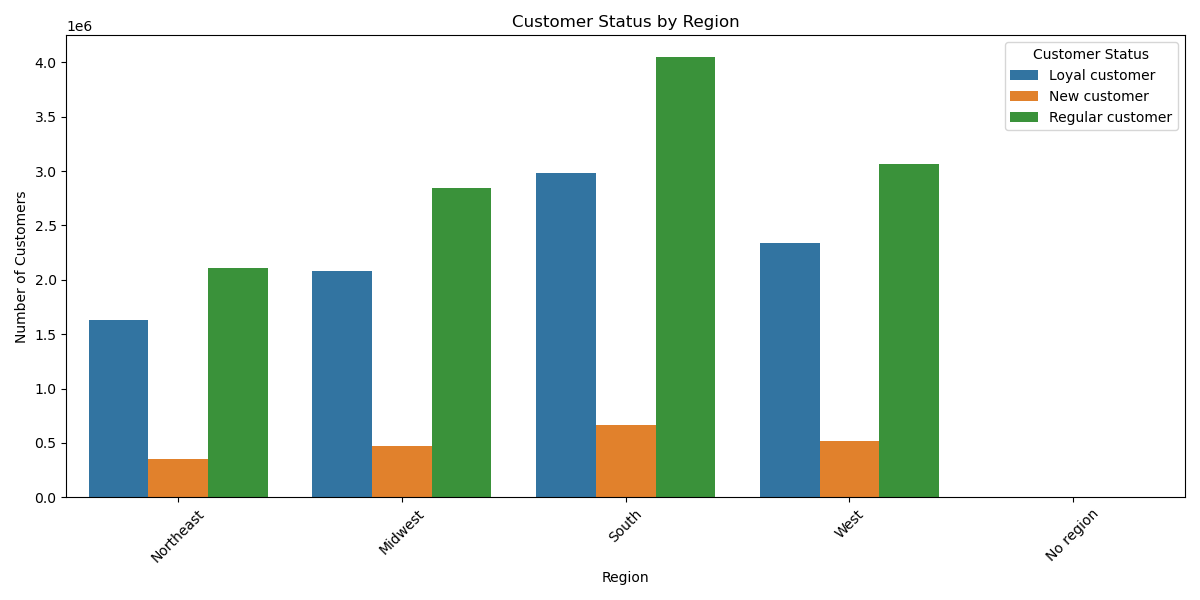 Customer Status by Region
1e6
Customer Status
Loyal customer
New customer
Regular customer
4.0
3.5
3.0
2.5
2.0
1.5
1.0
0.5
0.0
Number of Customers
Northeast
Midwest
South
West
No region
Region